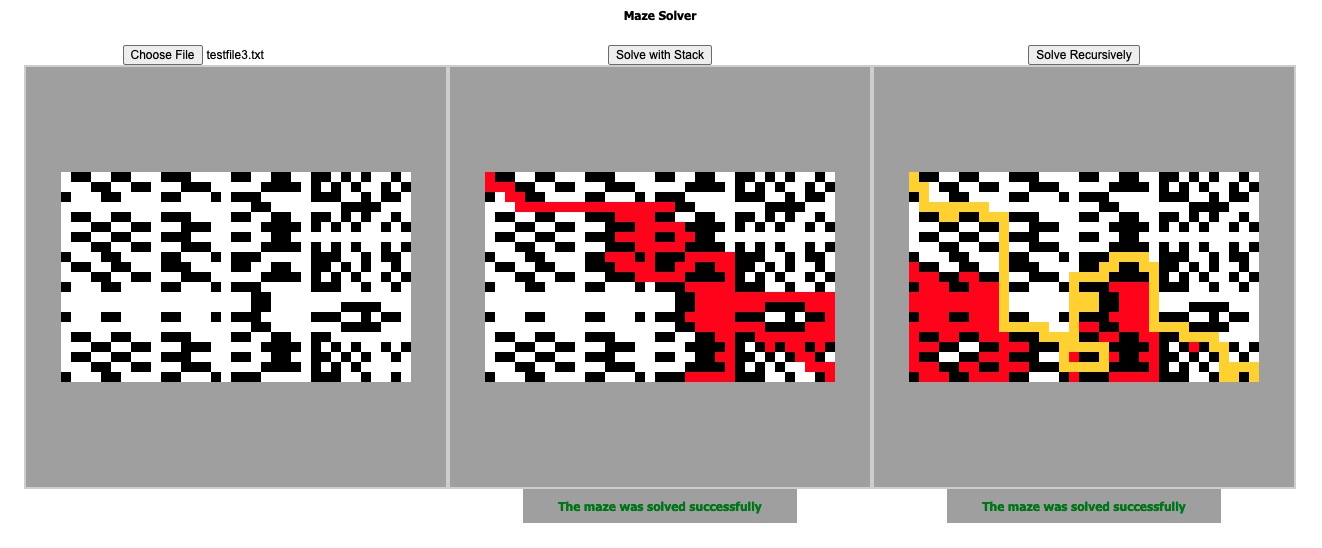 Maze Solver
Choose File testfile3.txt
Solve with Stack
Solve Recursively
The maze was solved successfully
The maze was solved successfully